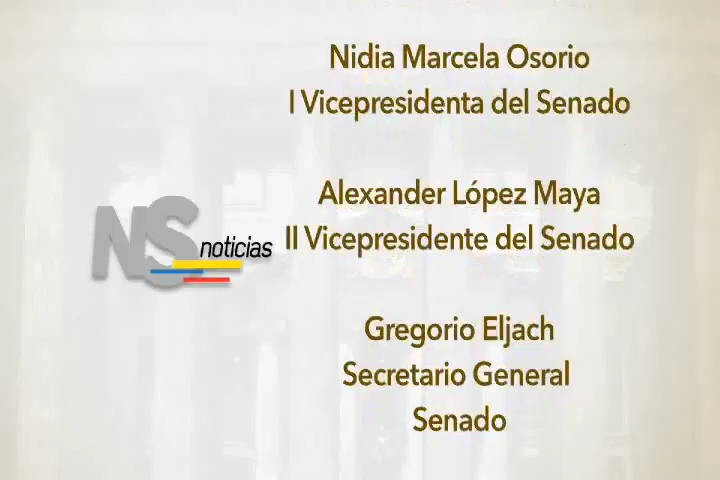 Nidia Marcela Osorio
I Vicepresidenta del Senado
Alexander López Maya
II Vicepresidente del Senado
NS noticias
Gregorio Eljach
Secretario General
Senado